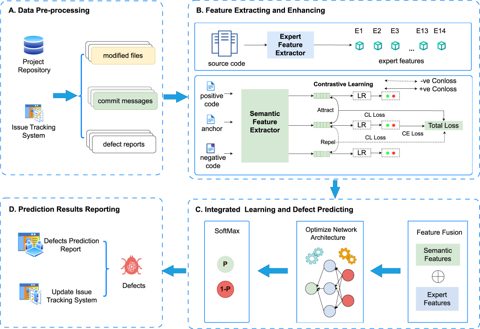 A. Data Pre-processing
Project
Repository
Issue Tracking
System
modified files
commit messages
defect reports
B. Feature Extracting and Enhancing
source code
Expert
Feature
Extractor
E1 E2 E3 ... E13 E14
expert features
positive
code
anchor
negative
code
Semantic
Feature
Extractor
Contrastive Learning
-ve Conloss
+ve Conloss
LR
Attract
CL Loss
LR
CE Loss
Total Loss
Repel
CL Loss
LR
D. Prediction Results Reporting
Defects Prediction
Report
Update Issue
Tracking System
Defects
C. Integrated Learning and Defect Predicting
SoftMax
P
1-P
Optimize Network
Architecture
Feature Fusion
Semantic
Features
Expert
Features